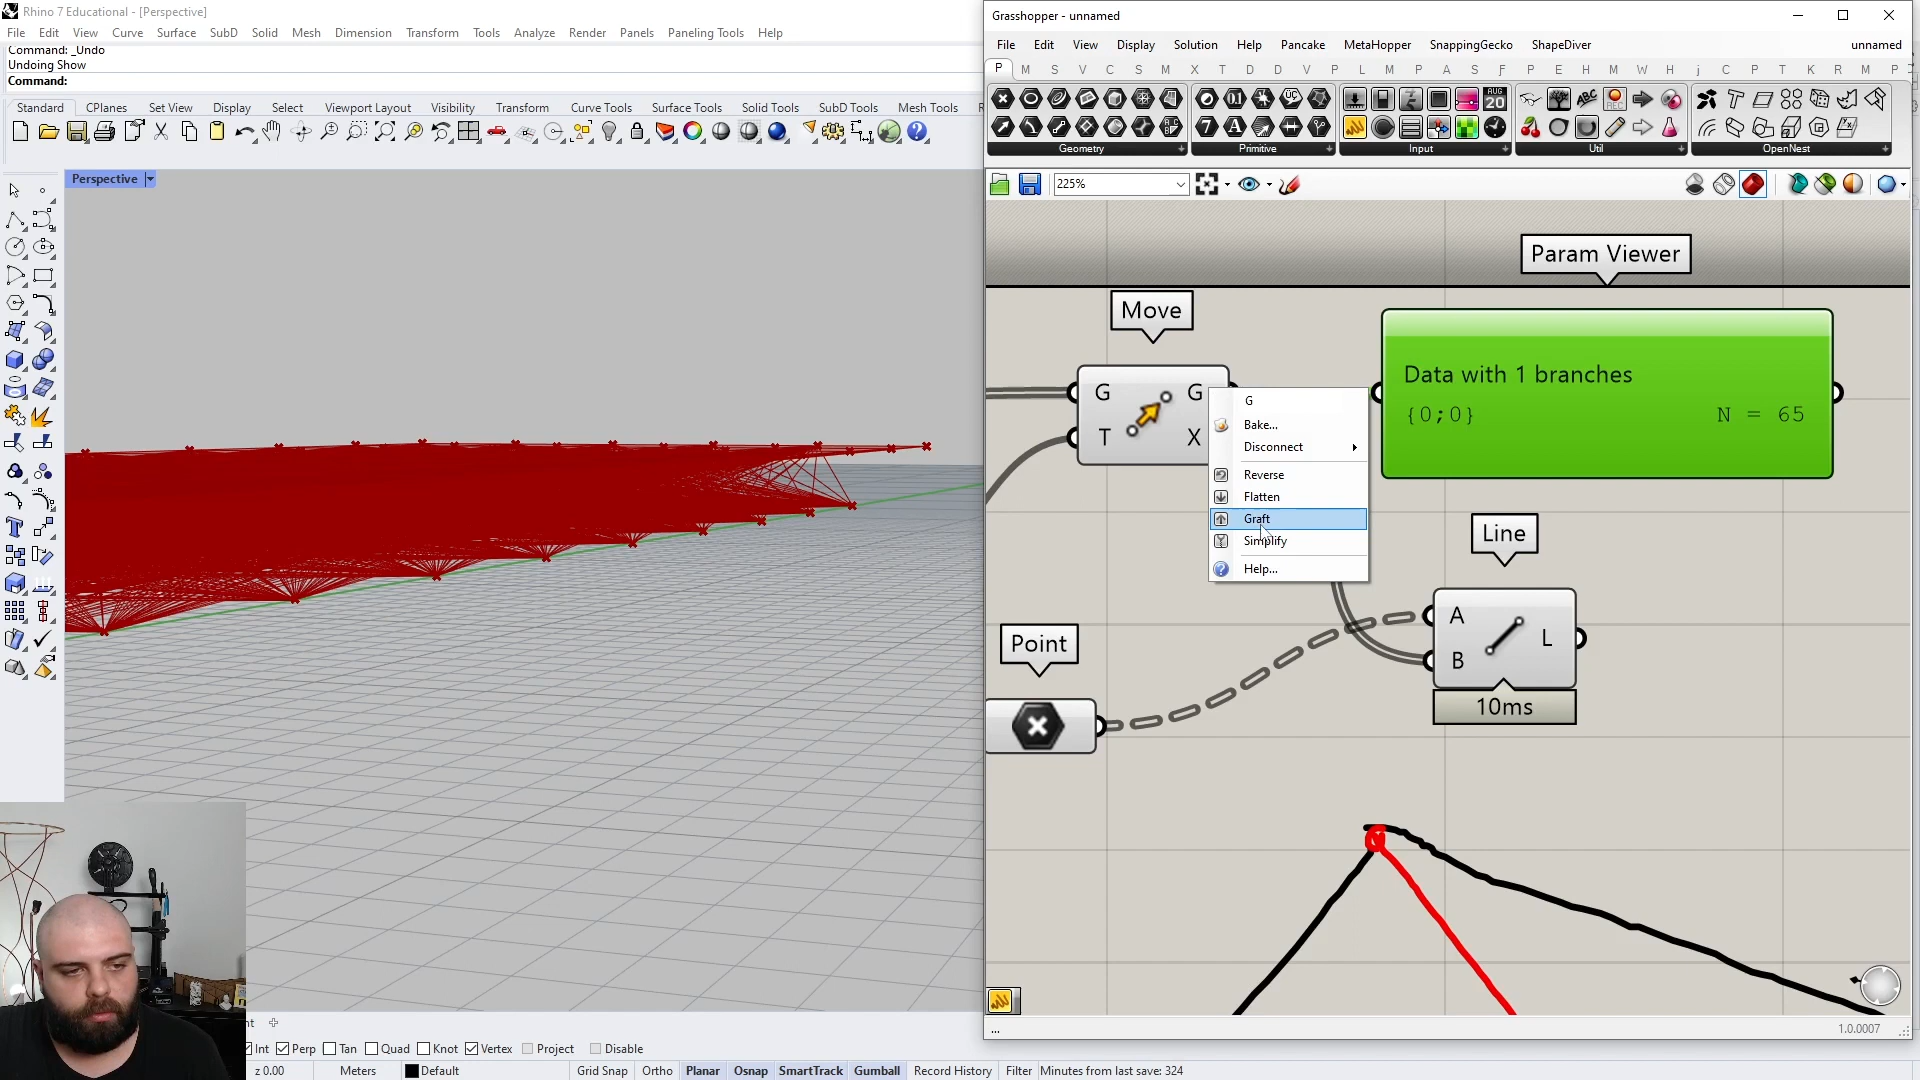 Rhino 7 Educational - [Perspective]
File Edit View Curve Surface SubD Solid Mesh Dimension Transform Tools Analyze Render Panels Paneling Tools Help
Command: _Undo
Undoing Show
Command:
Standard CPlanes Set View Display Select Viewport Layout Visibility Transform Curve Tools Surface Tools Solid Tools SubD Tools Mesh Tools
Perspective
Int Perp Tan Quad Knot Vertex Project Disable
z 0.00 Meters Default Grid Snap Ortho Planar Osnap SmartTrack Gumball Record History Filter Minutes from last save: 324
Grasshopper - unnamed
File Edit View Display Solution Help Pancake MetaHopper SnappingGecko ShapeDiver unnamed
P M S V C S M X T D D V P L M P A S F P E H M W H j C P T K R M P
Geometry Primitive Input Util OpenNest
225%
Param Viewer
Move
G
T
G
X
Data with 1 branches
{0;0} N = 65
G
Bake...
Disconnect
Reverse
Flatten
Graft
Simplify
Help...
Line
A
B
L
10ms
Point
...
1.0.0007